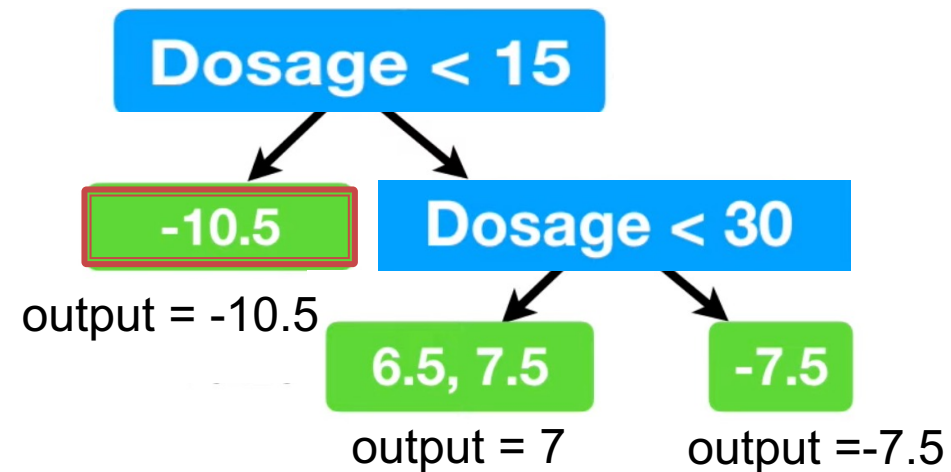 Dosage < 15
-10.5
Dosage < 30
output = -10.5
6.5, 7.5
-7.5
output = 7
output =-7.5